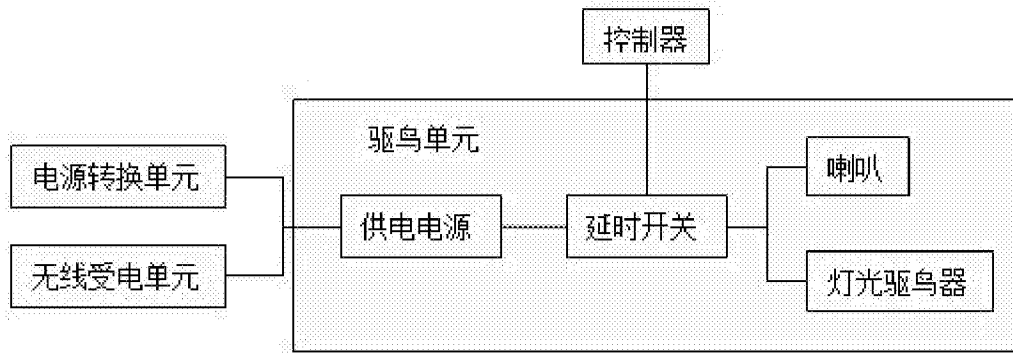 控制器
驱鸟单元
喇叭
电源转换单元
供电电源
延时开关
无线受电单元
灯光驱鸟器